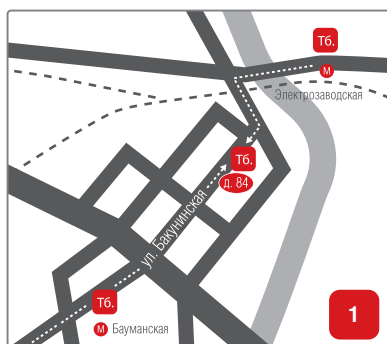 Тб.
М
Электрозаводская
Тб.
д. 84
ул. Бакунинская
Тб.
М Бауманская
1